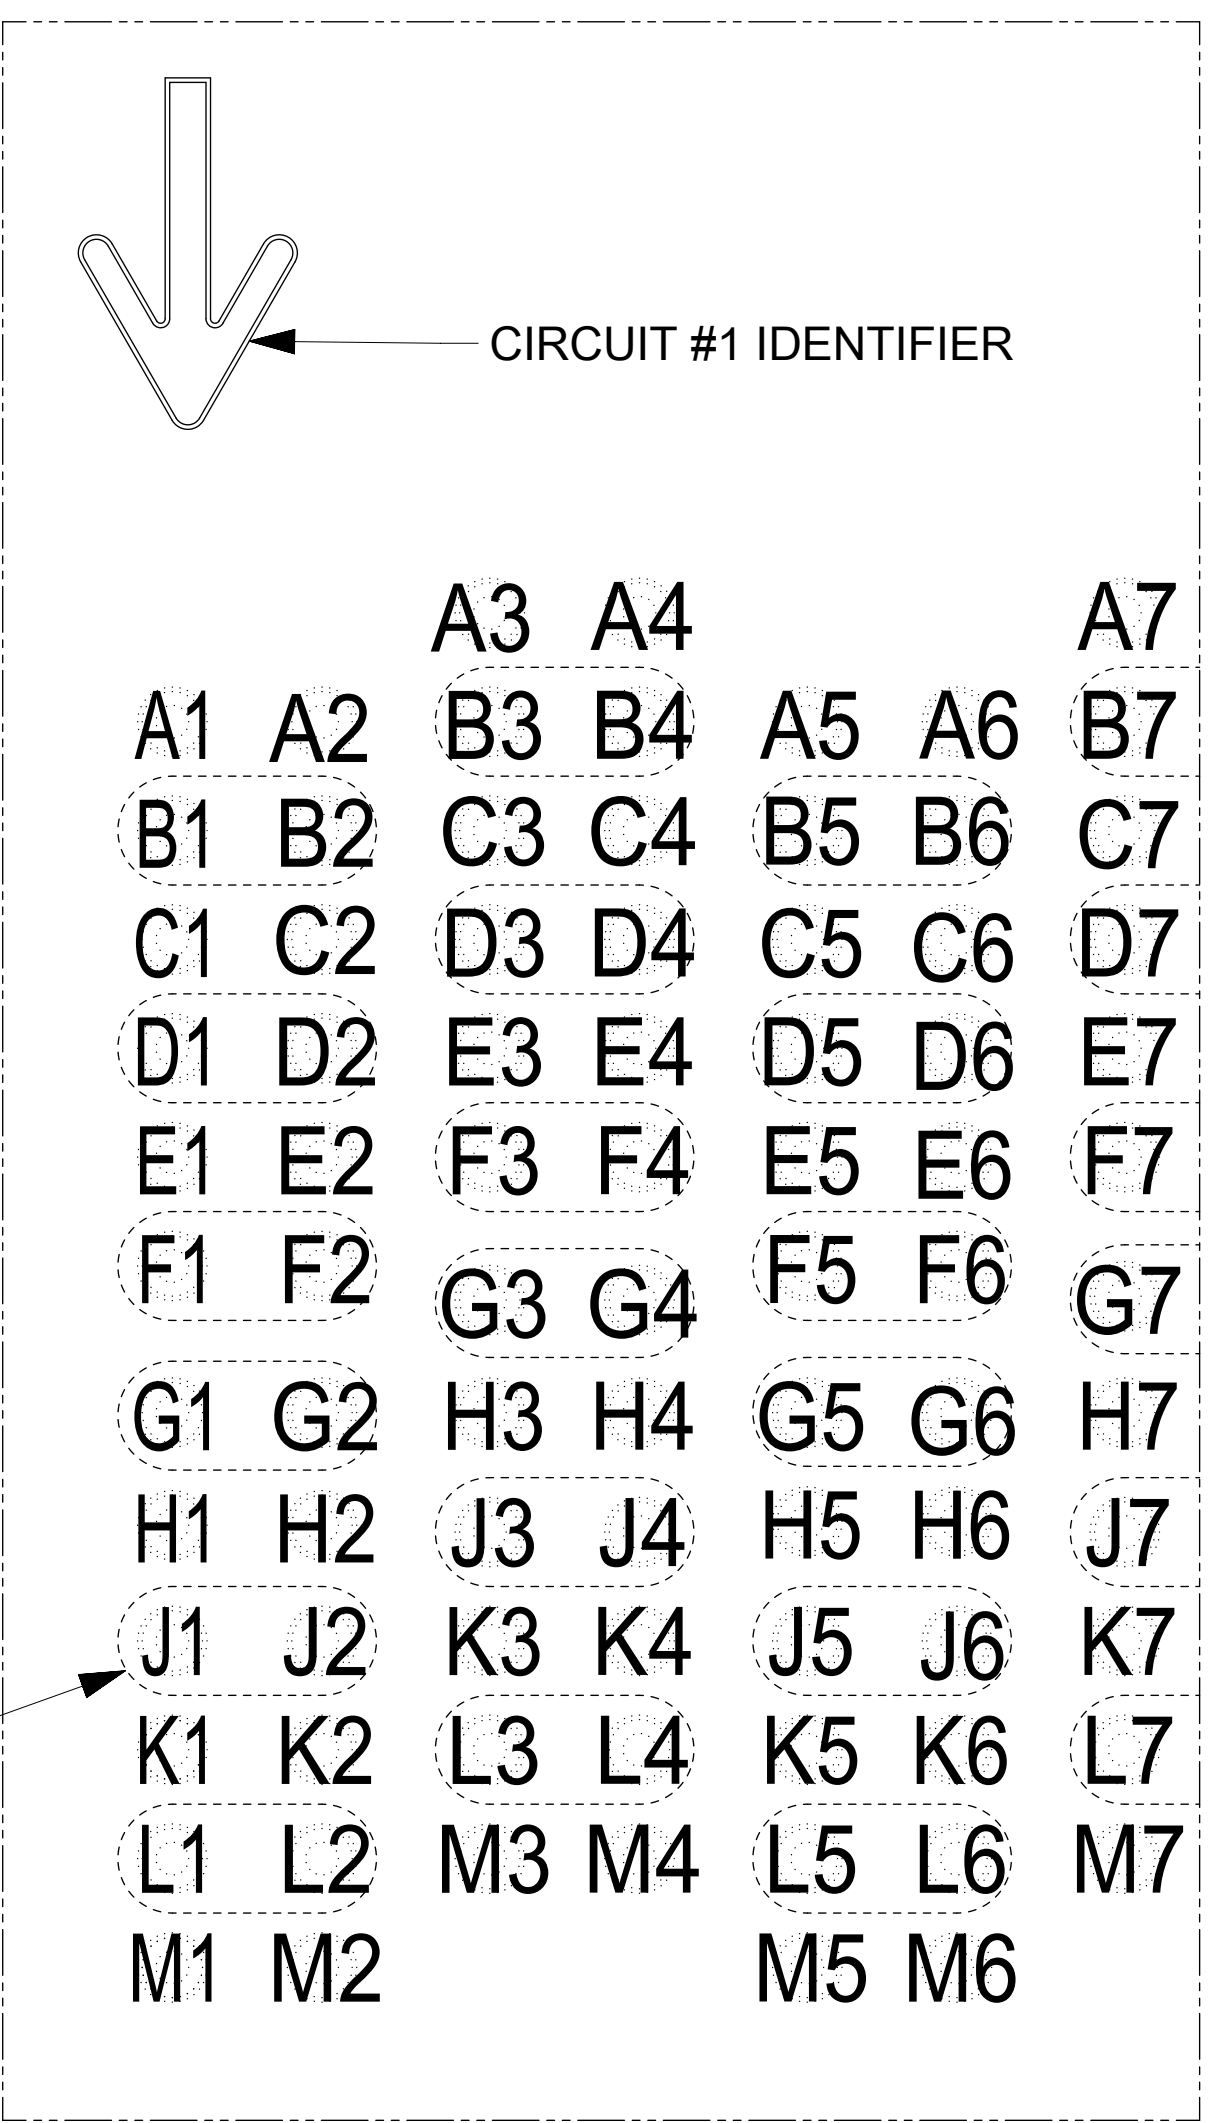 CIRCUIT #1 IDENTIFIER
A3 A4 A7
A1 A2 B3 B4 A5 A6 B7
B1 B2 C3 C4 B5 B6 C7
C1 C2 D3 D4 C5 C6 D7
D1 D2 E3 E4 D5 D6 E7
E1 E2 F3 F4 E5 E6 F7
F1 F2 G3 G4 F5 F6 G7
G1 G2 H3 H4 G5 G6 H7
H1 H2 J3 J4 H5 H6 J7
J1 J2 K3 K4 J5 J6 K7
K1 K2 L3 L4 K5 K6 L7
L1 L2 M3 M4 L5 L6 M7
M1 M2 M5 M6